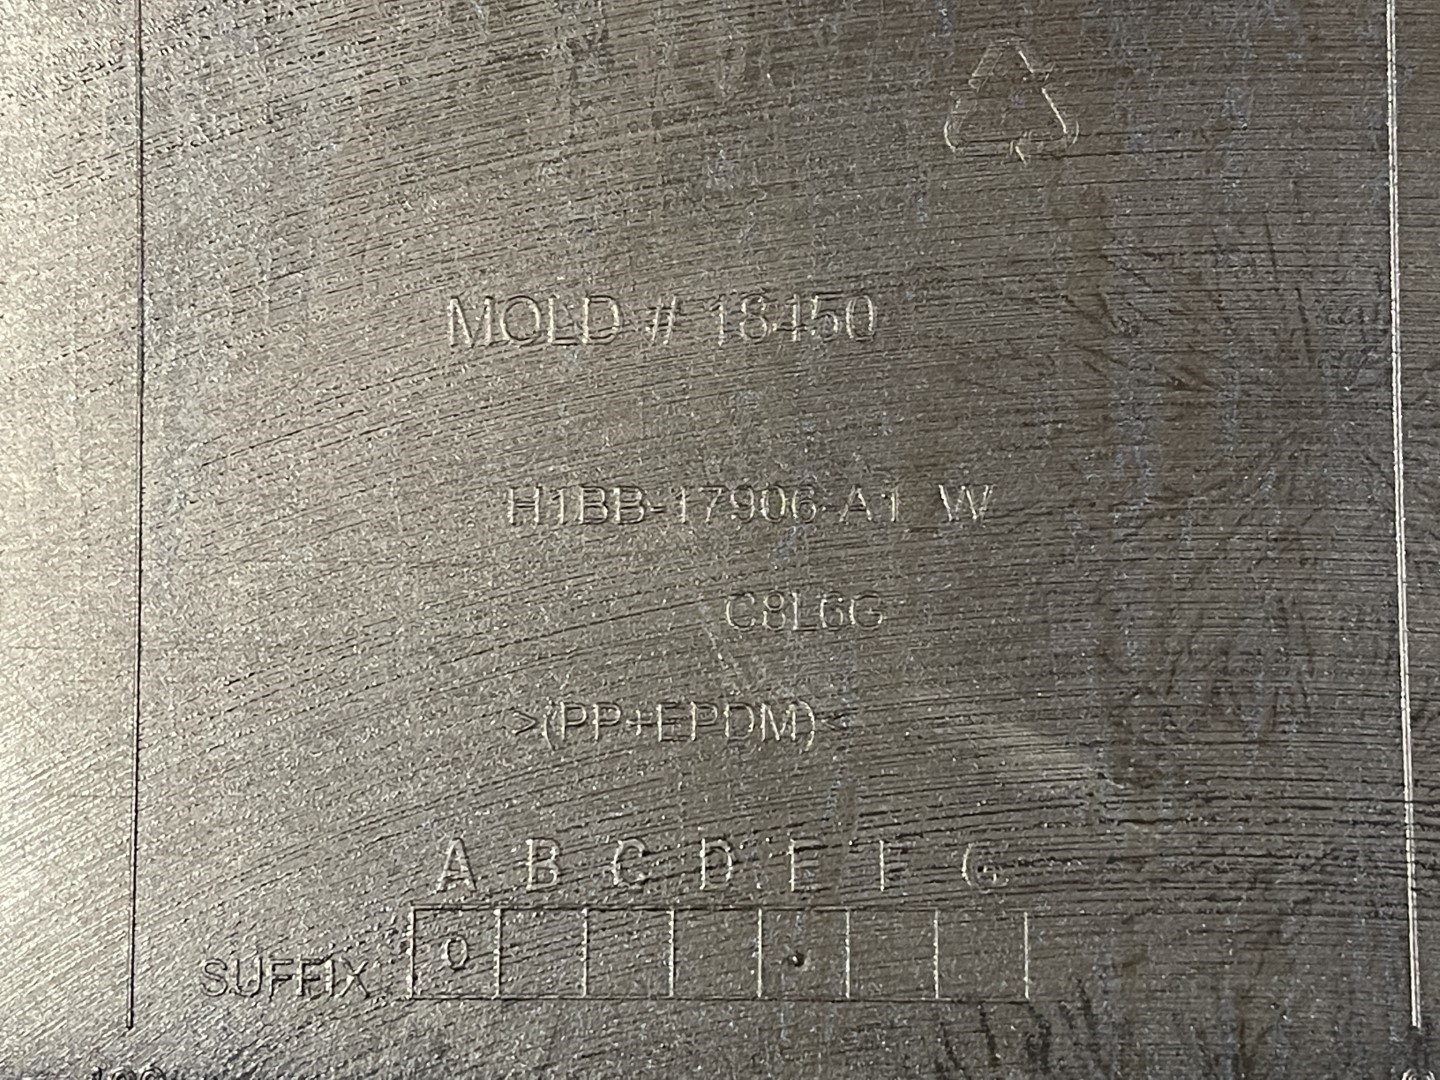 MOLD # 18450
H1BB-17906-A1_W
C8L6G
>(PP+EPDM)<
A B C D E F G
SUFFIX 0